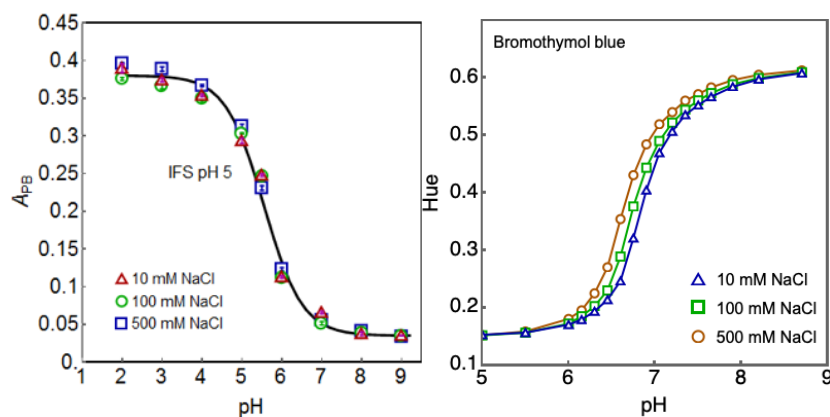 0.45
0.4
0.35
0.3
0.25
0.2
0.15
0.1
0.05
0.
A_PB
IFS pH 5
10 mM NaCl
100 mM NaCl
500 mM NaCl
1 2 3 4 5 6 7 8 9
pH
Bromothymol blue
0.6
0.5
0.4
0.3
0.2
0.1
Hue
10 mM NaCl
100 mM NaCl
500 mM NaCl
5 6 7 8 9
pH